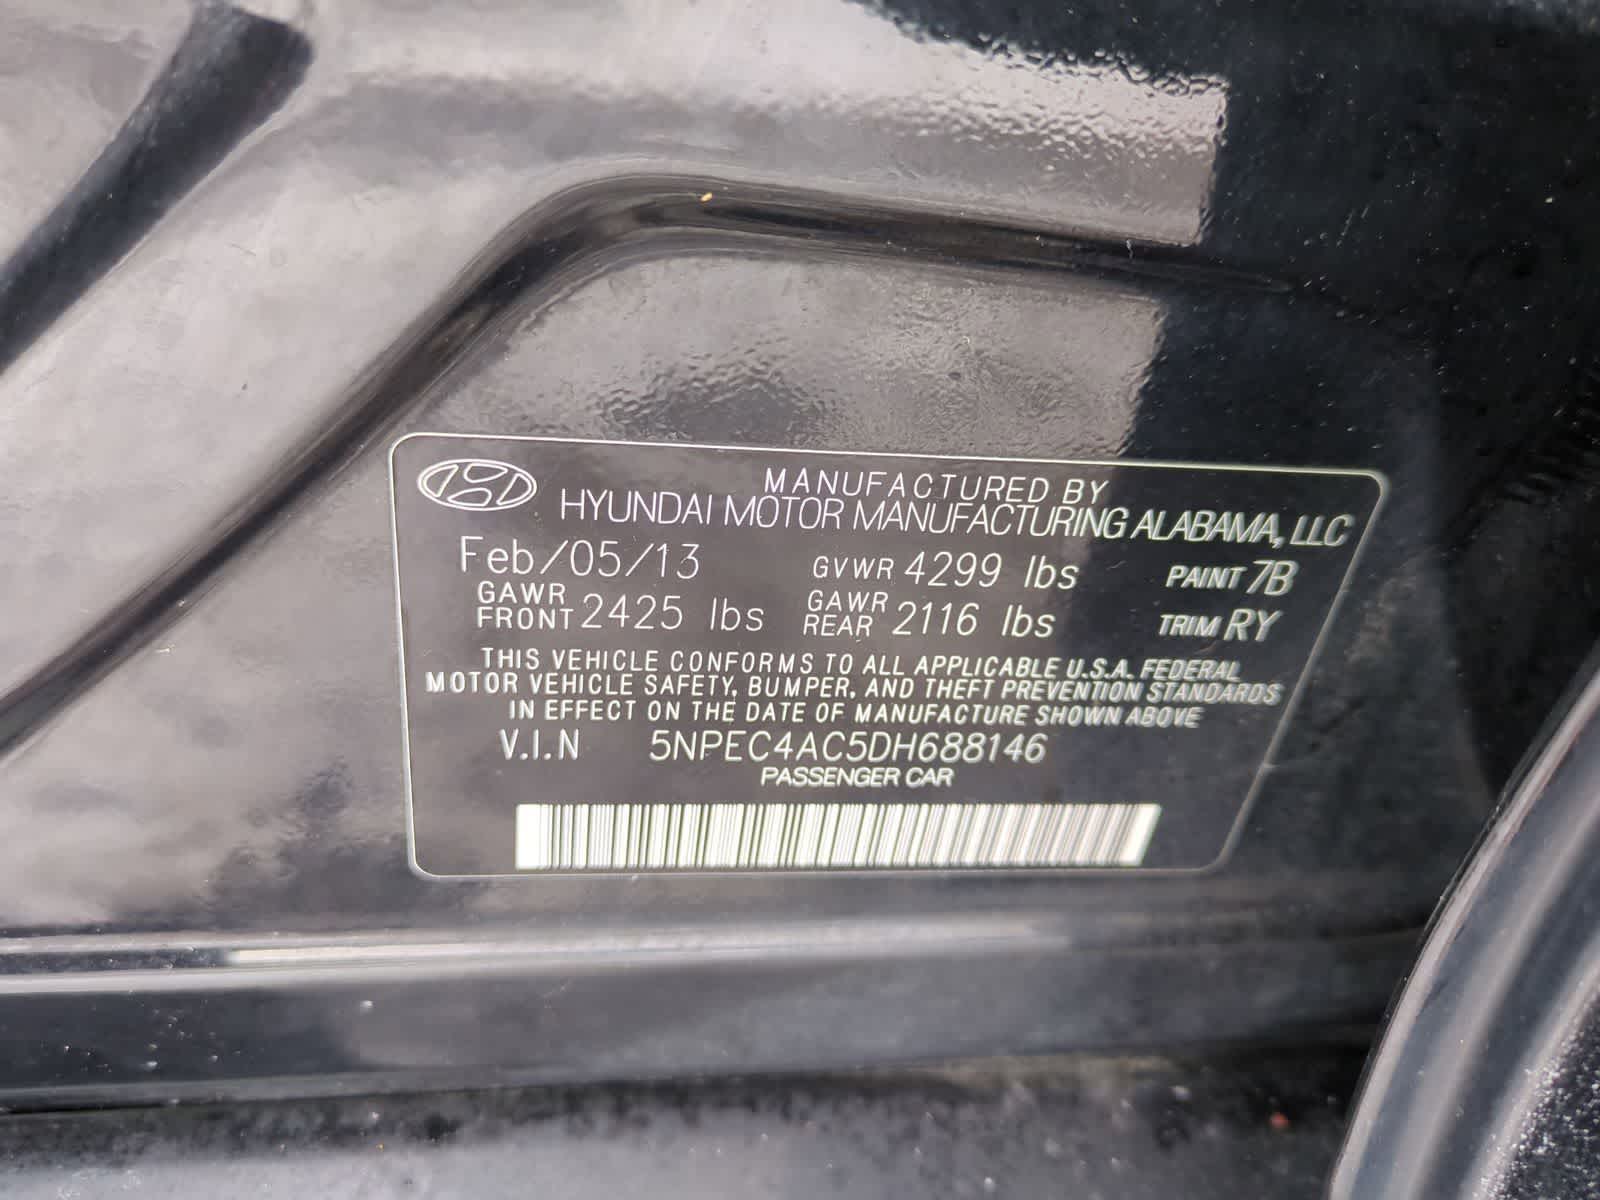 MANUFACTURED BY
HYUNDAI MOTOR MANUFACTURING ALABAMA, LLC
Feb/05/13 GVWR 4299 lbs PAINT 7B
GAWR FRONT 2425 lbs GAWR REAR 2116 lbs TRIM RY
THIS VEHICLE CONFORMS TO ALL APPLICABLE U.S.A. FEDERAL
MOTOR VEHICLE SAFETY, BUMPER, AND THEFT PREVENTION STANDARDS
IN EFFECT ON THE DATE OF MANUFACTURE SHOWN ABOVE
V.I.N 5NPEC4AC5DH688146
PASSENGER CAR